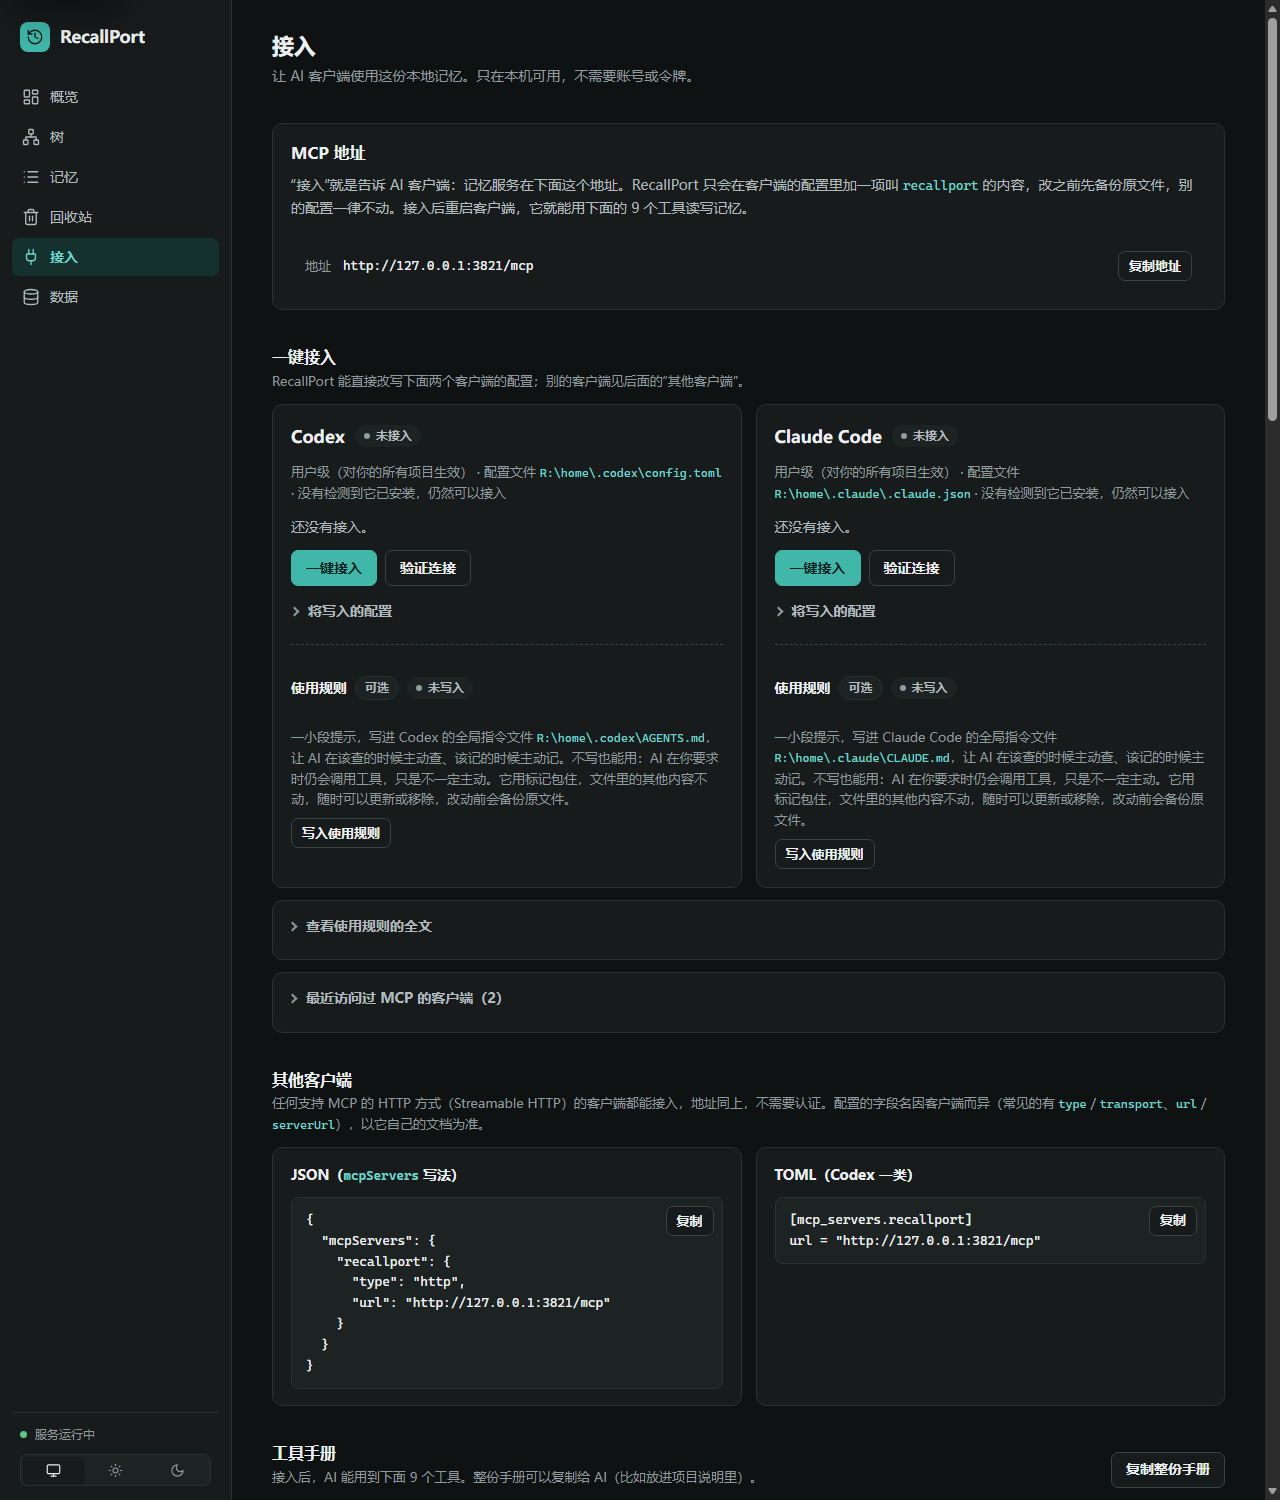 RecallPort
概览
树
记忆
回收站
接入
数据
服务运行中
接入
让 AI 客户端使用这份本地记忆。只在本机可用，不需要账号或令牌。
MCP 地址
“接入”就是告诉 AI 客户端：记忆服务在下面这个地址。RecallPort 只会在客户端的配置里加一项叫 recallport 的内容，改之前先备份原文件，别
的配置一律不动。接入后重启客户端，它就能用下面的 9 个工具读写记忆。
地址 http://127.0.0.1:3821/mcp
复制地址
一键接入
RecallPort 能直接改写下面两个客户端的配置；别的客户端见后面的“其他客户端”。
Codex 未接入
用户级（对你的所有项目生效） · 配置文件 R:\home\.codex\config.toml
· 没有检测到它已安装，仍然可以接入
还没有接入。
一键接入 验证连接
将写入的配置
使用规则 可选 未写入
一小段提示，写进 Codex 的全局指令文件 R:\home\.codex\AGENTS.md，
让 AI 在该查的时候主动查、该记的时候主动记。不写也能用：AI 在你要求
时仍会调用工具，只是不一定主动。它用标记包住，文件里的其他内容不
动，随时可以更新或移除，改动前会备份原文件。
写入使用规则
Claude Code 未接入
用户级（对你的所有项目生效） · 配置文件
R:\home\.claude\.claude.json · 没有检测到它已安装，仍然可以接入
还没有接入。
一键接入 验证连接
将写入的配置
使用规则 可选 未写入
一小段提示，写进 Claude Code 的全局指令文件
R:\home\.claude\CLAUDE.md，让 AI 在该查的时候主动查、该记的时候主
动记。不写也能用：AI 在你要求时仍会调用工具，只是不一定主动。它用
标记包住，文件里的其他内容不动，随时可以更新或移除，改动前会备份原
文件。
写入使用规则
查看使用规则的全文
最近访问过 MCP 的客户端（2）
其他客户端
任何支持 MCP 的 HTTP 方式（Streamable HTTP）的客户端都能接入，地址同上，不需要认证。配置的字段名因客户端而异（常见的有 type / transport、url /
serverUrl），以它自己的文档为准。
JSON（mcpServers 写法）
复制
{
  "mcpServers": {
    "recallport": {
      "type": "http",
      "url": "http://127.0.0.1:3821/mcp"
    }
  }
}
TOML（Codex 一类）
复制
[mcp_servers.recallport]
url = "http://127.0.0.1:3821/mcp"
工具手册
接入后，AI 能用到下面 9 个工具。整份手册可以复制给 AI（比如放进项目说明里）。
复制整份手册